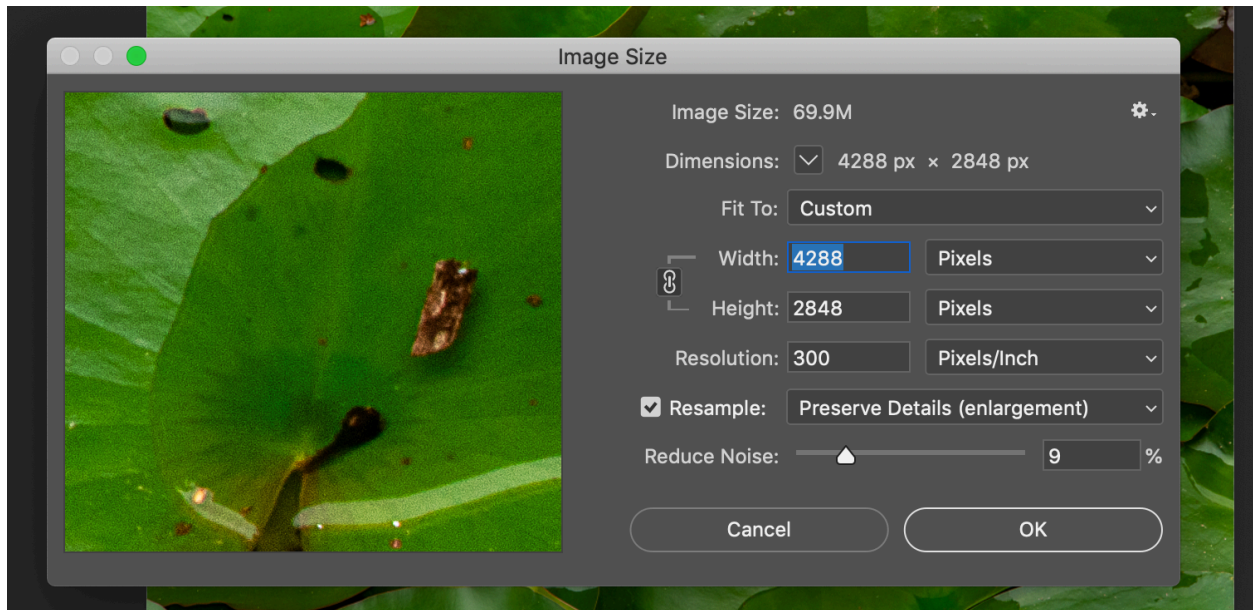 Image Size
Image Size: 69.9M
Dimensions: 4288 px × 2848 px
Fit To: Custom
Width: 4288 Pixels
Height: 2848 Pixels
Resolution: 300 Pixels/Inch
Resample: Preserve Details (enlargement)
Reduce Noise: 9 %
Cancel OK